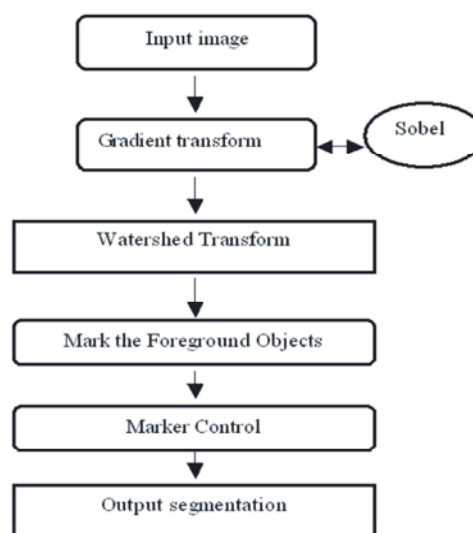 Input image
Gradient transform
Sobel
Watershed Transform
Mark the Foreground Objects
Marker Control
Output segmentation